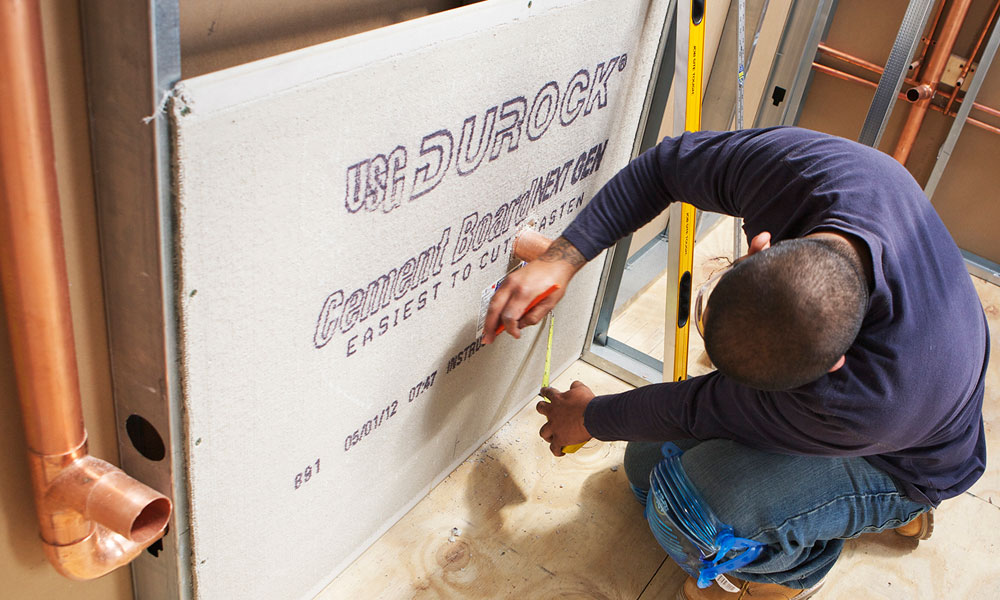 USG DUROCK®
Cement Board NEXT GEN
EASIEST TO CUT FASTEN
891 05/01/12 07:47